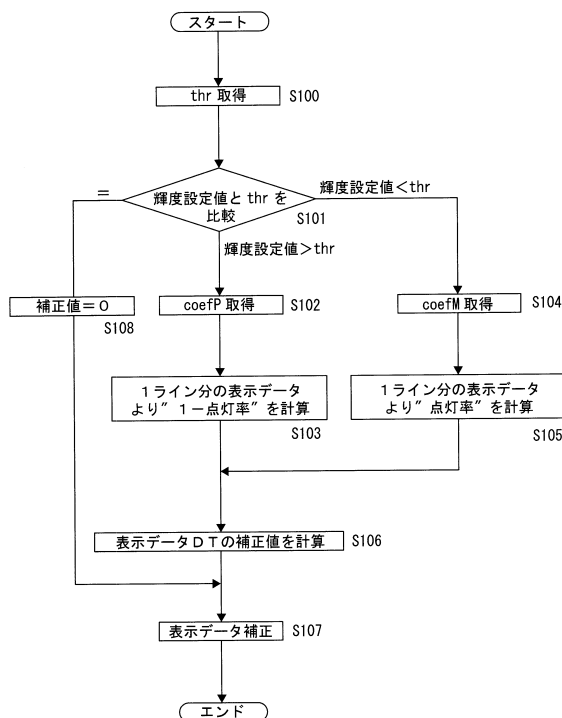 スタート
thr 取得
S100
＝
輝度設定値と thr を
比較
S101
輝度設定値<thr
輝度設定値>thr
補正値＝０
S108
coefP 取得
S102
coefM 取得
S104
１ライン分の表示データ
より”１－点灯率”を計算
S103
１ライン分の表示データ
より”点灯率”を計算
S105
表示データＤＴの補正値を計算
S106
表示データ補正
S107
エンド